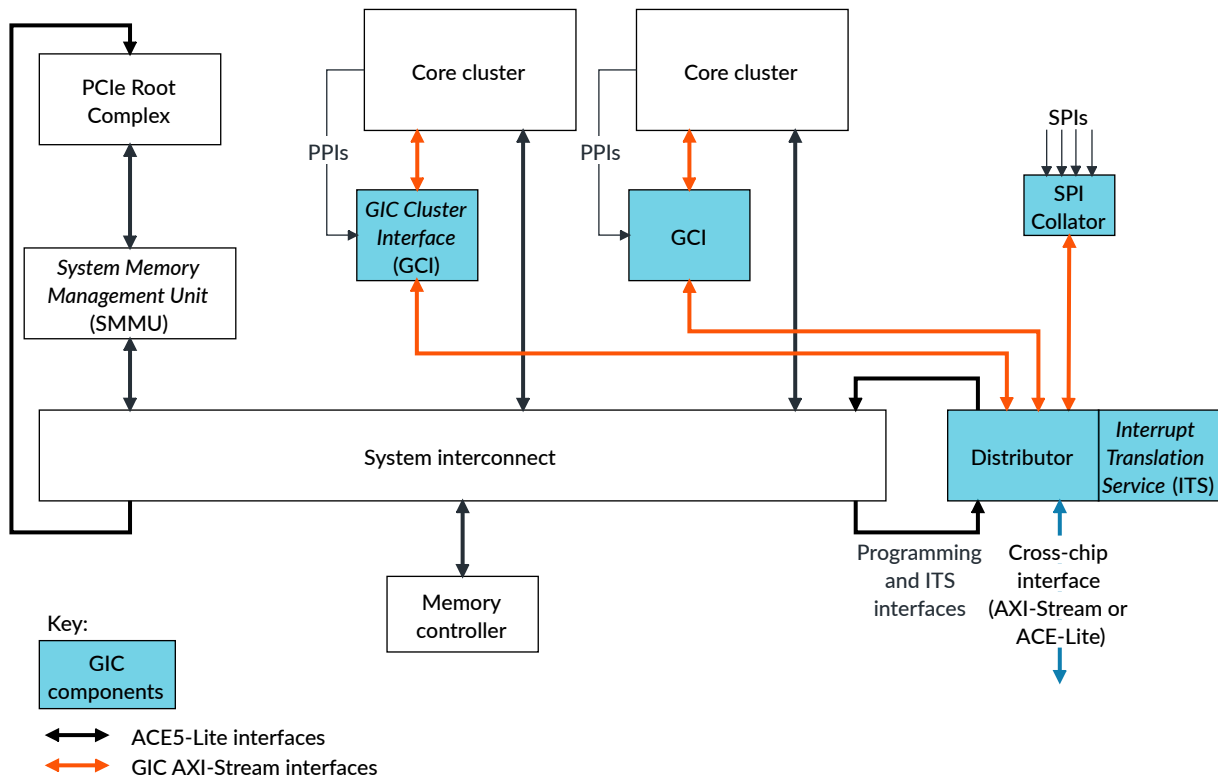 PCIe Root
Complex
Core cluster
Core cluster
PPIs
PPIs
SPIs
SPI
Collator
GIC Cluster
Interface
(GCI)
GCI
System Memory
Management Unit
(SMMU)
System interconnect
Distributor
Interrupt
Translation
Service (ITS)
Programming
and ITS
interfaces
Cross-chip
interface
(AXI-Stream or
ACE-Lite)
Memory
controller
Key:
GIC
components
ACE5-Lite interfaces
GIC AXI-Stream interfaces